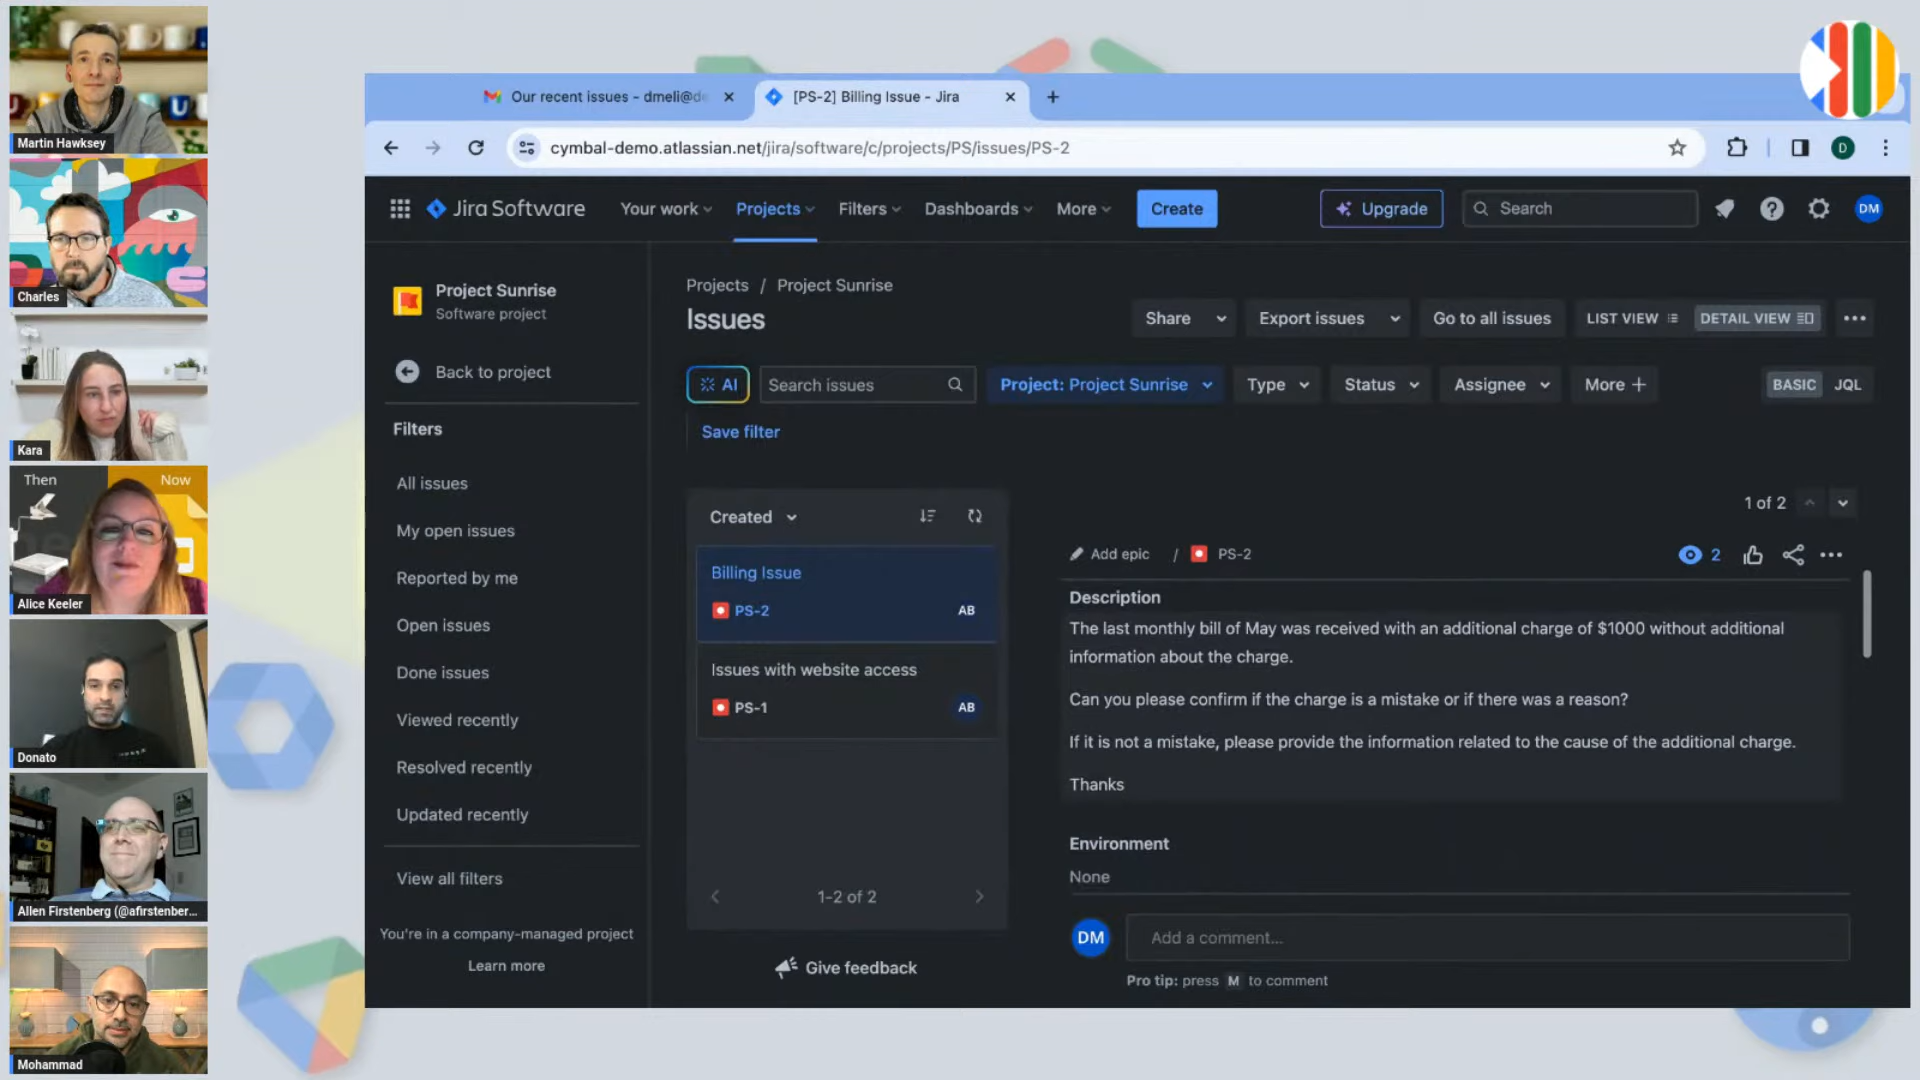 Martin Hawksey
Charles
Kara
Then Now
Alice Keeler
Donato
Allen Firstenberg (@afirstenber...
Mohammad
Our recent issues - dmeli@d
[PS-2] Billing Issue - Jira
cymbal-demo.atlassian.net/jira/software/c/projects/PS/issues/PS-2
D
Jira Software
Your work
Projects
Filters
Dashboards
More
Create
Upgrade
Search
DM
Project Sunrise
Software project
Back to project
Filters
All issues
My open issues
Reported by me
Open issues
Done issues
Viewed recently
Resolved recently
Updated recently
View all filters
You're in a company-managed project
Learn more
Projects / Project Sunrise
Issues
Share
Export issues
Go to all issues
LIST VIEW
DETAIL VIEW
AI
Search issues
Project: Project Sunrise
Type
Status
Assignee
More +
BASIC
JQL
Save filter
Created
Billing Issue
PS-2
AB
Issues with website access
PS-1
AB
1-2 of 2
Give feedback
1 of 2
Add epic / PS-2
2
Description
The last monthly bill of May was received with an additional charge of $1000 without additional
information about the charge.
Can you please confirm if the charge is a mistake or if there was a reason?
If it is not a mistake, please provide the information related to the cause of the additional charge.
Thanks
Environment
None
DM
Add a comment...
Pro tip: press M to comment